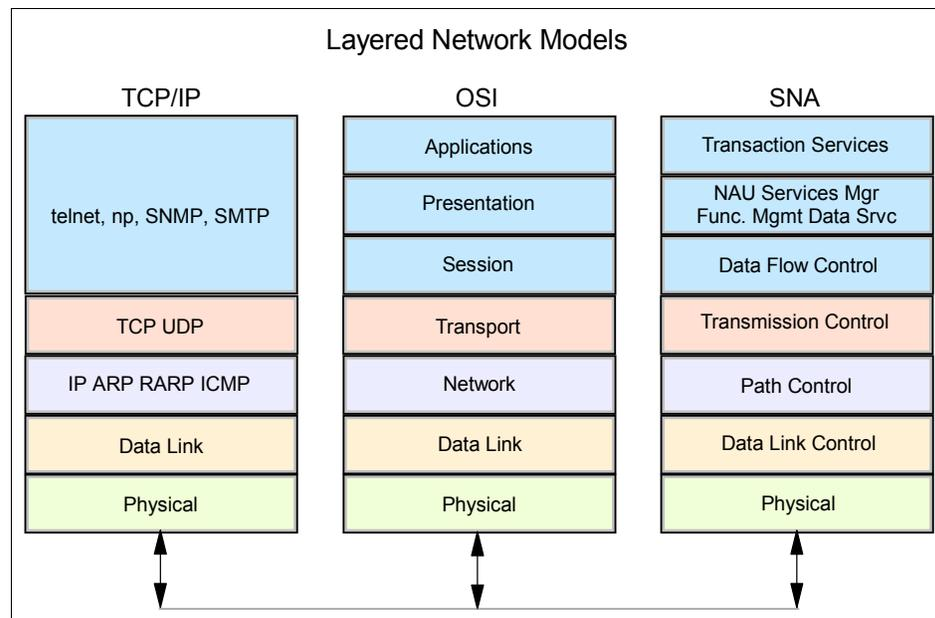 Layered Network Models
TCP/IP
telnet, np, SNMP, SMTP
TCP UDP
IP ARP RARP ICMP
Data Link
Physical
OSI
Applications
Presentation
Session
Transport
Network
Data Link
Physical
SNA
Transaction Services
NAU Services Mgr
Func. Mgmt Data Srvc
Data Flow Control
Transmission Control
Path Control
Data Link Control
Physical